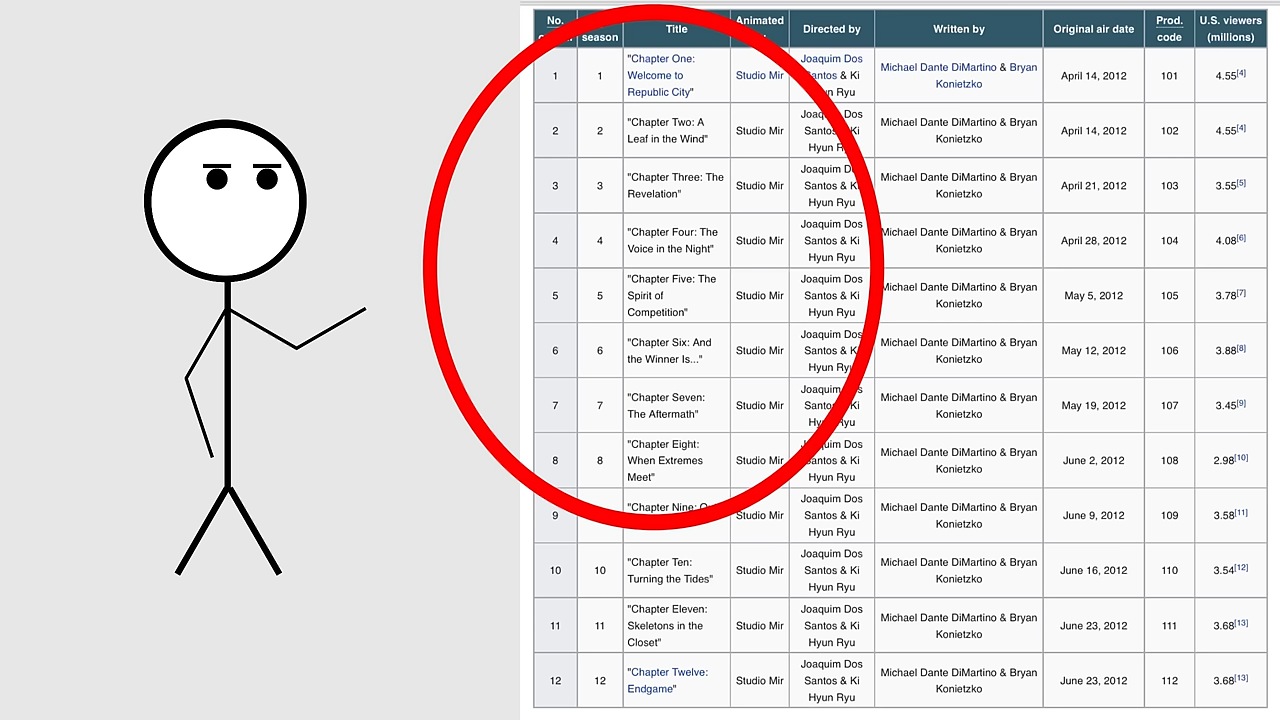 No. season Title Animated Directed by Written by Original air date Prod. code U.S. viewers (millions)
1 1 "Chapter One: Welcome to Republic City" Studio Mir Joaquim Dos Santos & Ki Hyun Ryu Michael Dante DiMartino & Bryan Konietzko April 14, 2012 101 4.55[4]
2 2 "Chapter Two: A Leaf in the Wind" Studio Mir Joaquim Dos Santos & Ki Hyun Ryu Michael Dante DiMartino & Bryan Konietzko April 14, 2012 102 4.55[4]
3 3 "Chapter Three: The Revelation" Studio Mir Joaquim Dos Santos & Ki Hyun Ryu Michael Dante DiMartino & Bryan Konietzko April 21, 2012 103 3.55[5]
4 4 "Chapter Four: The Voice in the Night" Studio Mir Joaquim Dos Santos & Ki Hyun Ryu Michael Dante DiMartino & Bryan Konietzko April 28, 2012 104 4.08[6]
5 5 "Chapter Five: The Spirit of Competition" Studio Mir Joaquim Dos Santos & Ki Hyun Ryu Michael Dante DiMartino & Bryan Konietzko May 5, 2012 105 3.78[7]
6 6 "Chapter Six: And the Winner Is..." Studio Mir Joaquim Dos Santos & Ki Hyun Ryu Michael Dante DiMartino & Bryan Konietzko May 12, 2012 106 3.88[8]
7 7 "Chapter Seven: The Aftermath" Studio Mir Joaquim Dos Santos & Ki Hyun Ryu Michael Dante DiMartino & Bryan Konietzko May 19, 2012 107 3.45[9]
8 8 "Chapter Eight: When Extremes Meet" Studio Mir Joaquim Dos Santos & Ki Hyun Ryu Michael Dante DiMartino & Bryan Konietzko June 2, 2012 108 2.98[10]
9 "Chapter Nine: Studio Mir Joaquim Dos Santos & Ki Hyun Ryu Michael Dante DiMartino & Bryan Konietzko June 9, 2012 109 3.58[11]
10 10 "Chapter Ten: Turning the Tides" Studio Mir Joaquim Dos Santos & Ki Hyun Ryu Michael Dante DiMartino & Bryan Konietzko June 16, 2012 110 3.54[12]
11 11 "Chapter Eleven: Skeletons in the Closet" Studio Mir Joaquim Dos Santos & Ki Hyun Ryu Michael Dante DiMartino & Bryan Konietzko June 23, 2012 111 3.68[13]
12 12 "Chapter Twelve: Endgame" Studio Mir Joaquim Dos Santos & Ki Hyun Ryu Michael Dante DiMartino & Bryan Konietzko June 23, 2012 112 3.68[13]